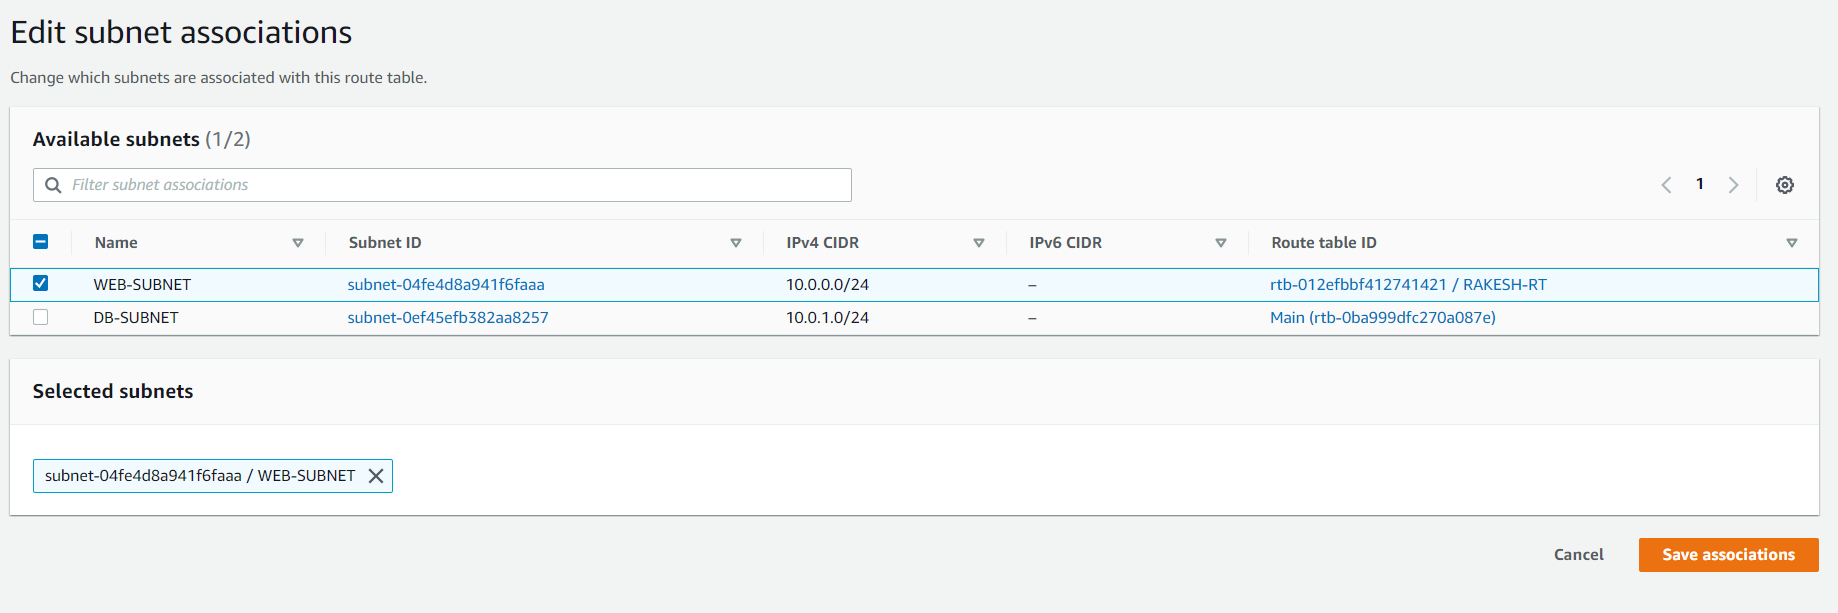 Edit subnet associations
Change which subnets are associated with this route table.
Available subnets (1/2)
Filter subnet associations
1
Name Subnet ID IPv4 CIDR IPv6 CIDR Route table ID
WEB-SUBNET subnet-04fe4d8a941f6faaa 10.0.0.0/24 – rtb-012efbbf412741421 / RAKESH-RT
DB-SUBNET subnet-0ef45efb382aa8257 10.0.1.0/24 – Main (rtb-0ba999dfc270a087e)
Selected subnets
subnet-04fe4d8a941f6faaa / WEB-SUBNET
Cancel Save associations